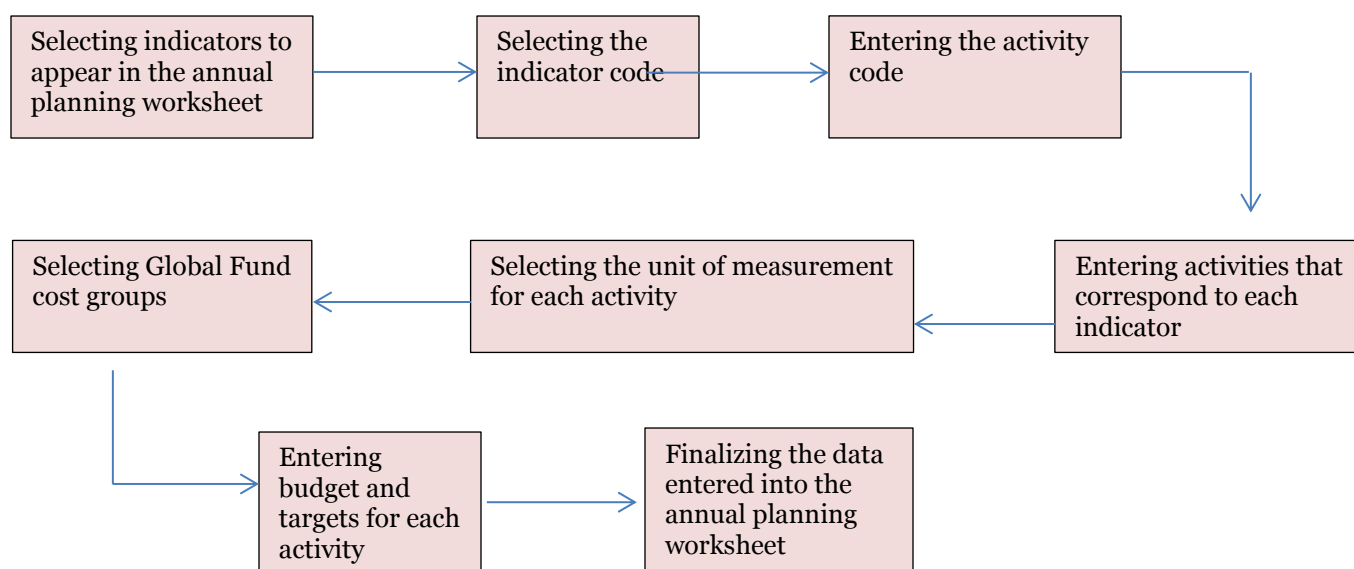 Selecting indicators to
appear in the annual
planning worksheet
Selecting the
indicator code
Entering the activity
code
Entering activities that
correspond to each
indicator
Selecting the unit of measurement
for each activity
Selecting Global Fund
cost groups
Entering
budget and
targets for each
activity
Finalizing the data
entered into the
annual planning
worksheet